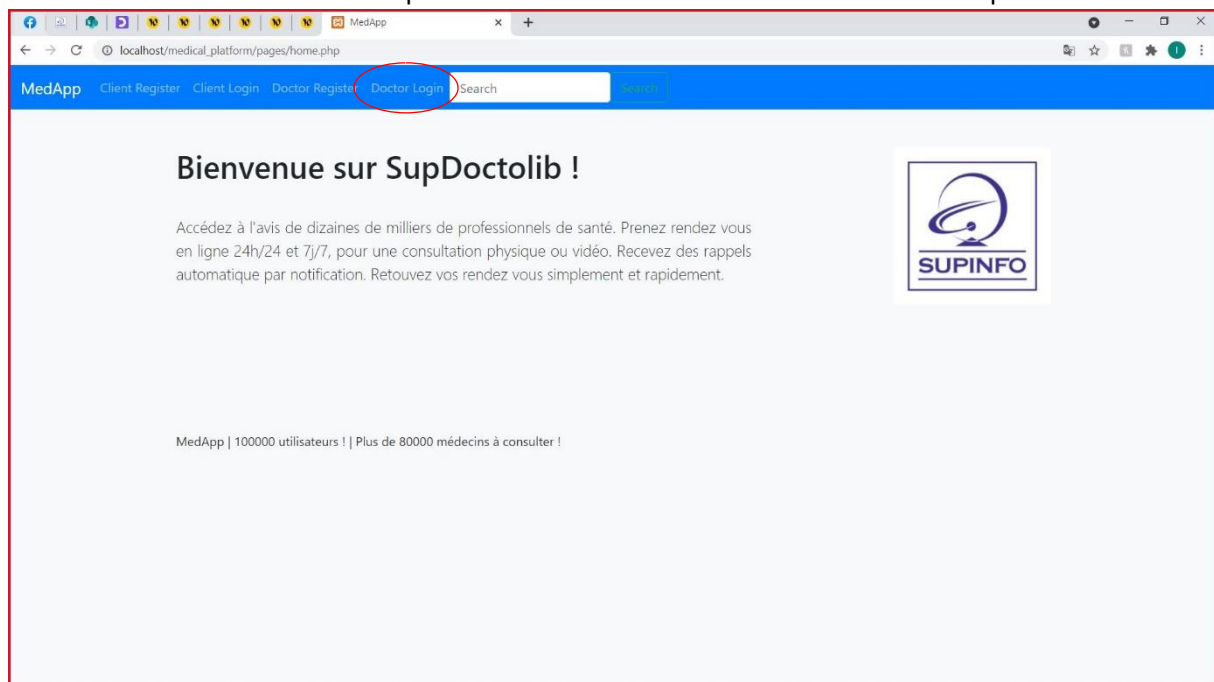 MedApp
localhost/medical_platform/pages/home.php
MedApp Client Register Client Login Doctor Register Doctor Login Search Search
Bienvenue sur SupDoctolib !
Accédez à l'avis de dizaines de milliers de professionnels de santé. Prenez rendez vous
en ligne 24h/24 et 7j/7, pour une consultation physique ou vidéo. Recevez des rappels
automatique par notification. Retouvez vos rendez vous simplement et rapidement.
SUPINFO
MedApp | 100000 utilisateurs ! | Plus de 80000 médecins à consulter !